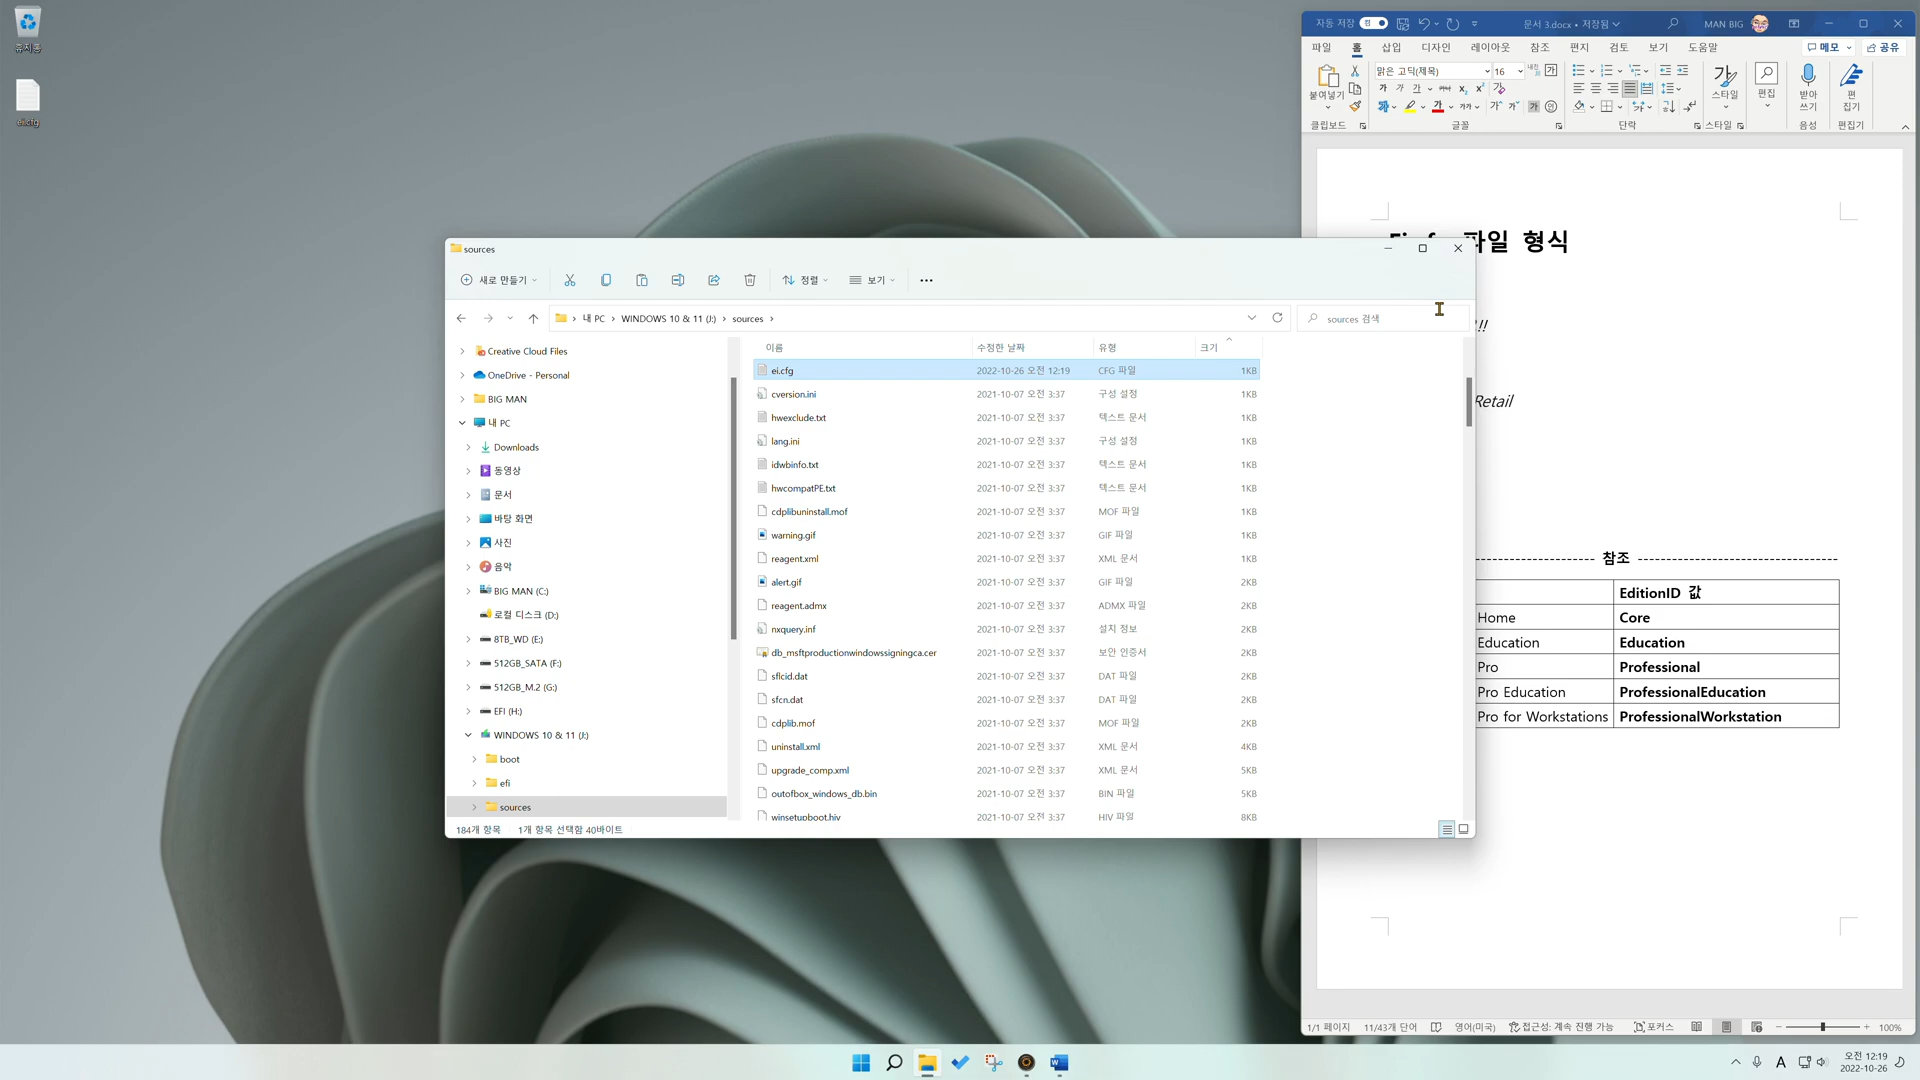 휴지통
ei.cfg
sources
새로 만들기
정렬
보기
내 PC > WINDOWS 10 & 11 (J:) > sources >
sources 검색
Creative Cloud Files
OneDrive - Personal
BIG MAN
내 PC
Downloads
동영상
문서
바탕 화면
사진
음악
BIG MAN (C:)
로컬 디스크 (D:)
8TB_WD (E:)
512GB_SATA (F:)
512GB_M.2 (G:)
EFI (H:)
WINDOWS 10 & 11 (J:)
boot
efi
sources
이름 수정한 날짜 유형 크기
ei.cfg 2022-10-26 오전 12:19 CFG 파일 1KB
cversion.ini 2021-10-07 오전 3:37 구성 설정 1KB
hwexclude.txt 2021-10-07 오전 3:37 텍스트 문서 1KB
lang.ini 2021-10-07 오전 3:37 구성 설정 1KB
idwbinfo.txt 2021-10-07 오전 3:37 텍스트 문서 1KB
hwcompatPE.txt 2021-10-07 오전 3:37 텍스트 문서 1KB
cdplibuninstall.mof 2021-10-07 오전 3:37 MOF 파일 1KB
warning.gif 2021-10-07 오전 3:37 GIF 파일 1KB
reagent.xml 2021-10-07 오전 3:37 XML 문서 1KB
alert.gif 2021-10-07 오전 3:37 GIF 파일 2KB
reagent.admx 2021-10-07 오전 3:37 ADMX 파일 2KB
nxquery.inf 2021-10-07 오전 3:37 설치 정보 2KB
db_msftproductionwindowssigningca.cer 2021-10-07 오전 3:37 보안 인증서 2KB
sflcid.dat 2021-10-07 오전 3:37 DAT 파일 2KB
sfcn.dat 2021-10-07 오전 3:37 DAT 파일 2KB
cdplib.mof 2021-10-07 오전 3:37 MOF 파일 2KB
uninstall.xml 2021-10-07 오전 3:37 XML 문서 4KB
upgrade_comp.xml 2021-10-07 오전 3:37 XML 문서 5KB
outofbox_windows_db.bin 2021-10-07 오전 3:37 BIN 파일 5KB
winsetupboot.hiv 2021-10-07 오전 3:37 HIV 파일 8KB
184개 항목 1개 항목 선택함 40바이트
자동 저장 켬 문서 3.docx • 저장됨 MAN BIG
파일 홈 삽입 디자인 레이아웃 참조 편지 검토 보기 도움말 메모 공유
붙여넣기
맑은 고딕(제목) 16
스타일
편집
받아
쓰기
편
집기
클립보드 글꼴 단락 스타일 음성 편집기
파일 형식
!!
Retail
참조
EditionID 값
Home Core
Education Education
Pro Professional
Pro Education ProfessionalEducation
Pro for Workstations ProfessionalWorkstation
1/1 페이지 11/43개 단어 영어(미국) 접근성: 계속 진행 가능 포커스 100%
A
오전 12:19
2022-10-26